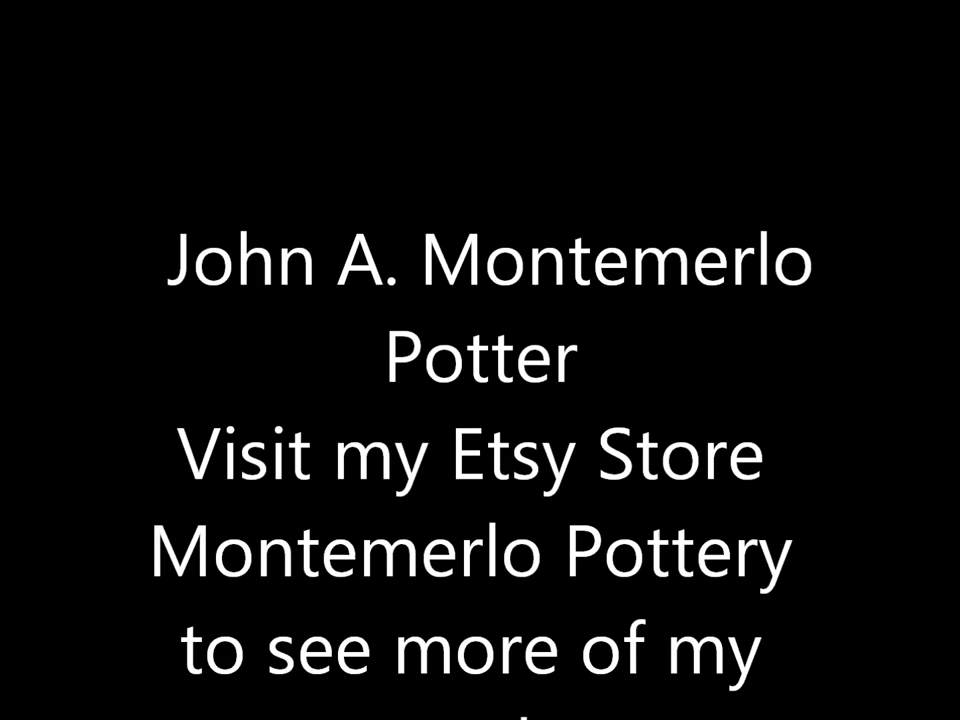 John A. Montemerlo
Potter
Visit my Etsy Store
Montemerlo Pottery
to see more of my